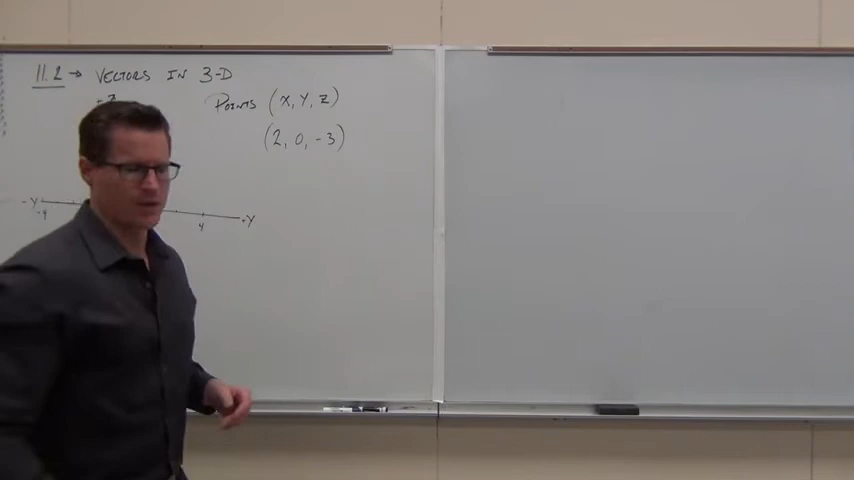 11.2 → VECTORS IN 3-D
-z
POINTS (X, Y, Z)
(2, 0, -3)
-Y
+Y
-4
4